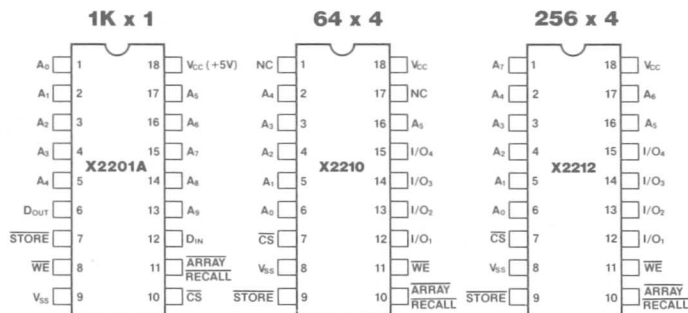 1K x 1
A₀ 1 18 Vcc (+5V)
A₁ 2 17 A₅
A₂ 3 16 A₆
A₃ 4 15 A₇
X2201A
A₄ 5 14 A₈
DOUT 6 13 A₉
STORE 7 12 DIN
WE 8 11 ARRAY RECALL
Vss 9 10 CS
64 x 4
NC 1 18 Vcc
A₄ 2 17 NC
A₃ 3 16 A₅
A₂ 4 15 I/O₄
X2210
A₁ 5 14 I/O₃
A₀ 6 13 I/O₂
CS 7 12 I/O₁
Vss 8 11 WE
STORE 9 10 ARRAY RECALL
256 x 4
A₇ 1 18 Vcc
A₄ 2 17 A₆
A₃ 3 16 A₅
A₂ 4 15 I/O₄
X2212
A₁ 5 14 I/O₃
A₀ 6 13 I/O₂
CS 7 12 I/O₁
Vss 8 11 WE
STORE 9 10 ARRAY RECALL